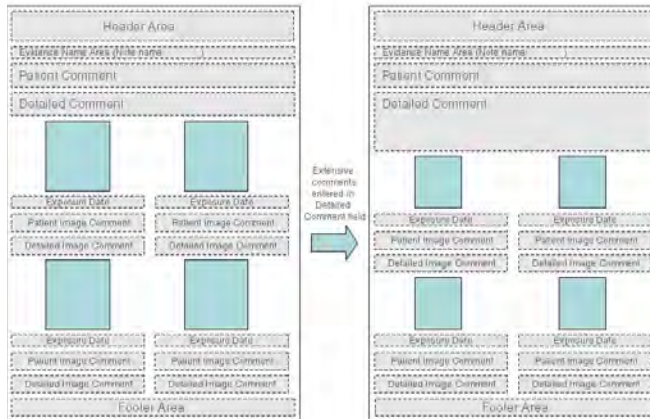 Header Area
Evidence Name Area (Note name          )
Patient Comment
Detailed Comment
Exposure Date
Exposure Date
Patient Image Comment
Patient Image Comment
Detailed Image Comment
Detailed Image Comment
Exposure Date
Exposure Date
Patient Image Comment
Patient Image Comment
Detailed Image Comment
Detailed Image Comment
Footer Area
Extensive
comments
entered in
Detailed
Comment field
Header Area
Evidence Name Area (Note name          )
Patient Comment
Detailed Comment
Exposure Date
Exposure Date
Patient Image Comment
Patient Image Comment
Detailed Image Comment
Detailed Image Comment
Exposure Date
Exposure Date
Patient Image Comment
Patient Image Comment
Detailed Image Comment
Detailed Image Comment
Footer Area